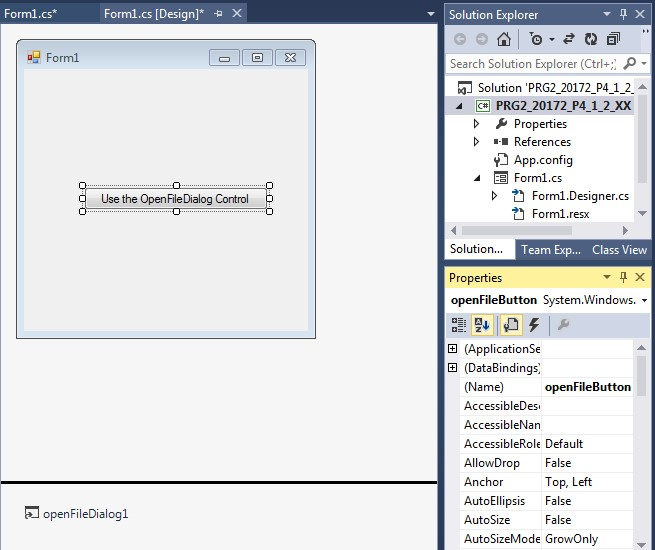 Form1.cs*
Form1.cs [Design]*
Form1
Use the OpenFileDialog Control
openFileDialog1
Solution Explorer
Search Solution Explorer (Ctrl+;)
Solution 'PRG2_20172_P4_1_2_
PRG2_20172_P4_1_2_XX
Properties
References
App.config
Form1.cs
Form1.Designer.cs
Form1.resx
Solution... Team Exp... Class View
Properties
openFileButton System.Windows.
(ApplicationSe
(DataBindings)
(Name) openFileButton
AccessibleDes
AccessibleNan
AccessibleRole Default
AllowDrop False
Anchor Top, Left
AutoEllipsis False
AutoSize False
AutoSizeMode GrowOnly